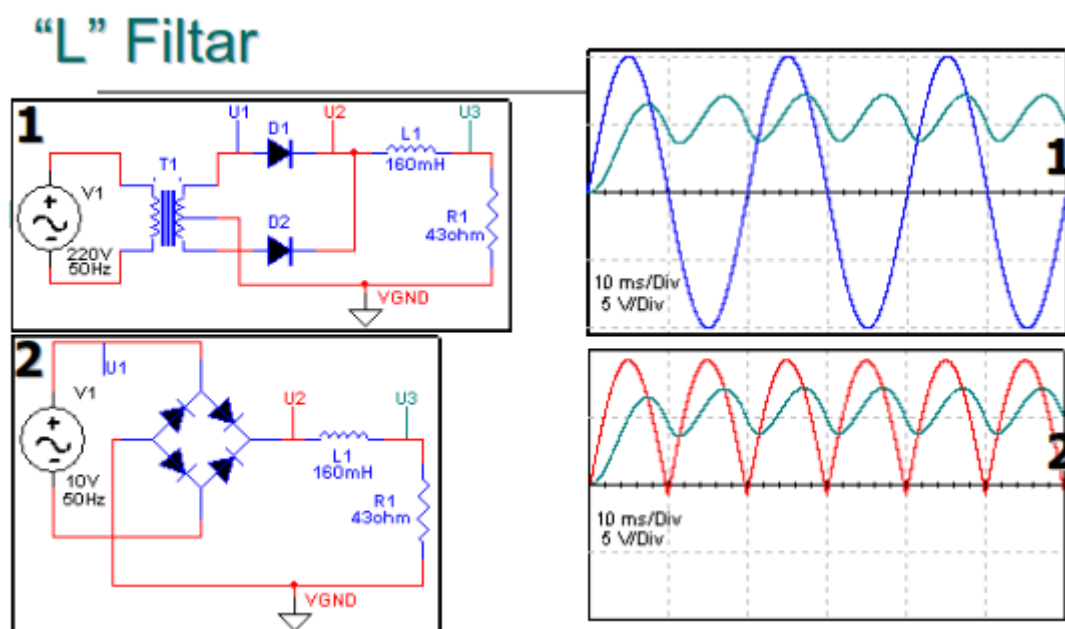 “L” Filtar
1
U1
D1
U2
L1
160mH
U3
T1
V1
220V
50Hz
D2
R1
43ohm
VGND
1
10 ms/Div
5 V/Div
2
U1
V1
10V
50Hz
U2
L1
160mH
U3
R1
43ohm
VGND
2
10 ms/Div
5 V/Div